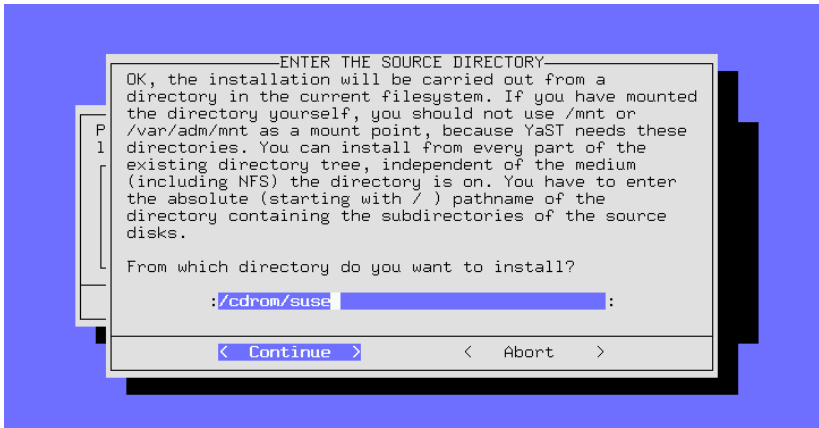 ENTER THE SOURCE DIRECTORY
OK, the installation will be carried out from a
directory in the current filesystem. If you have mounted
the directory yourself, you should not use /mnt or
/var/adm/mnt as a mount point, because YaST needs these
directories. You can install from every part of the
existing directory tree, independent of the medium
(including NFS) the directory is on. You have to enter
the absolute (starting with / ) pathname of the
directory containing the subdirectories of the source
disks.
From which directory do you want to install?
:/cdrom/suse :
< Continue > < Abort >
P
l